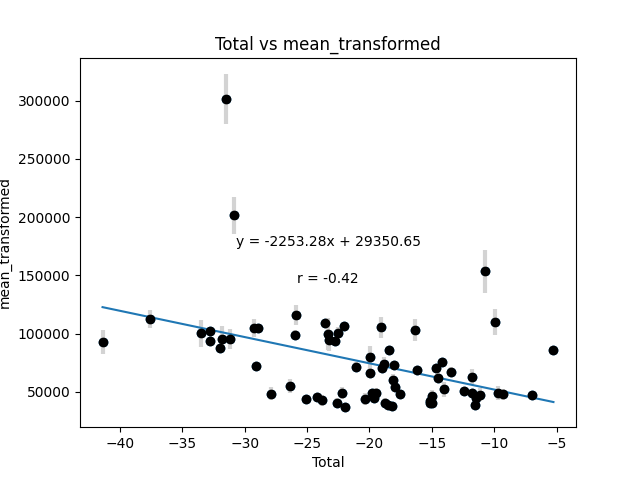 Total vs mean_transformed
mean_transformed
300000
250000
200000
150000
100000
50000
y = -2253.28x + 29350.65
r = -0.42
−40
−35
−30
−25
−20
−15
−10
−5
Total